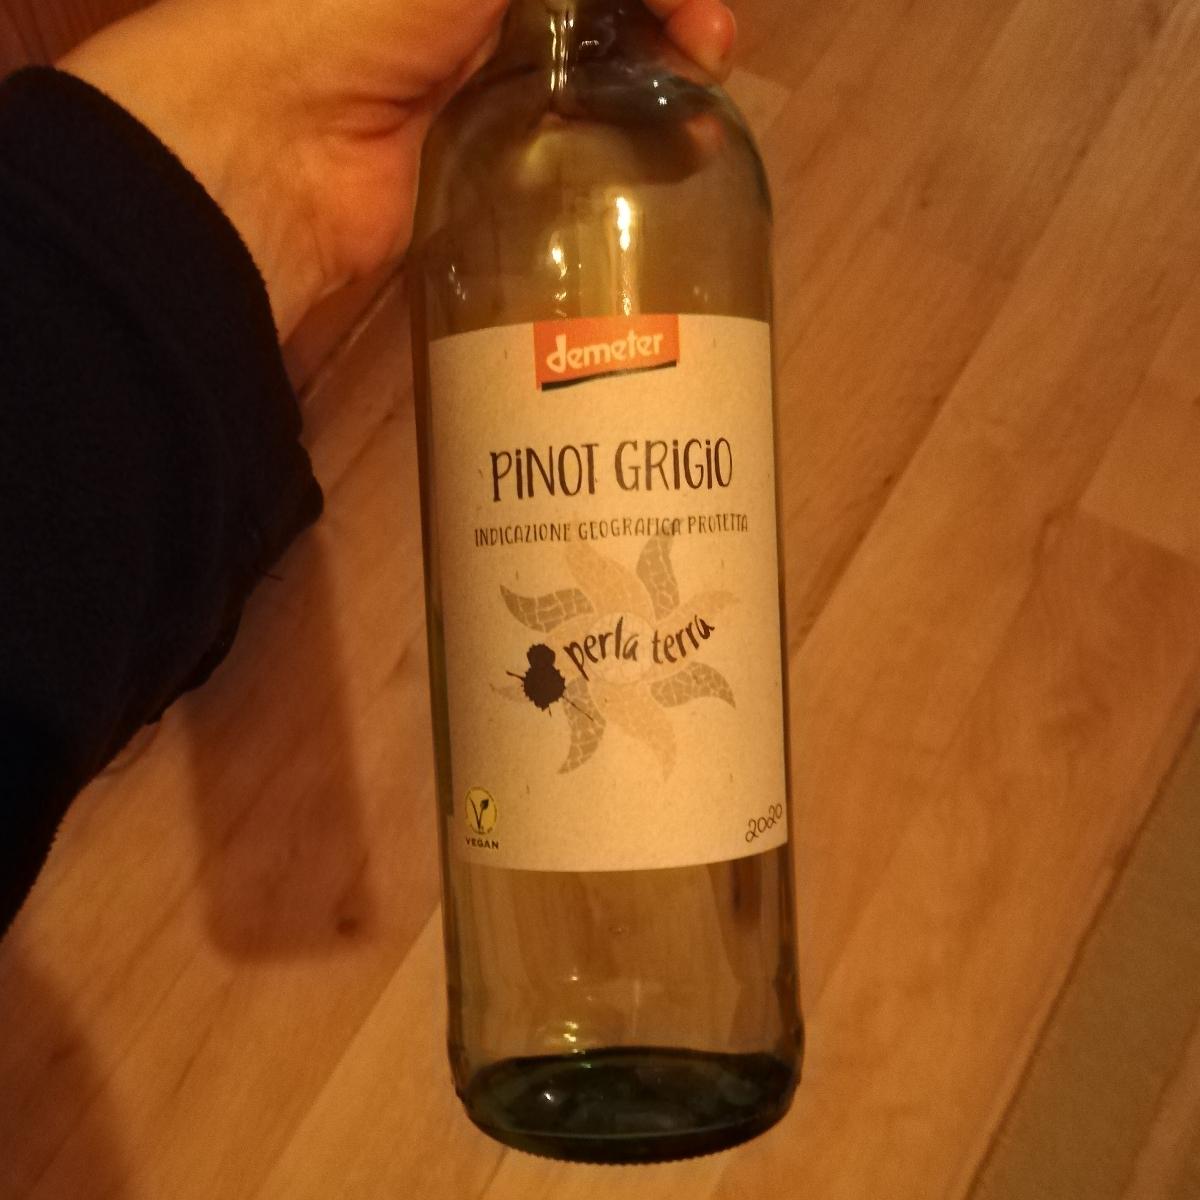 demeter
PiNOT GRiGiO
INDICAZIONE GEOGRAFICA PROTETTA
perla terra
VEGAN
2020